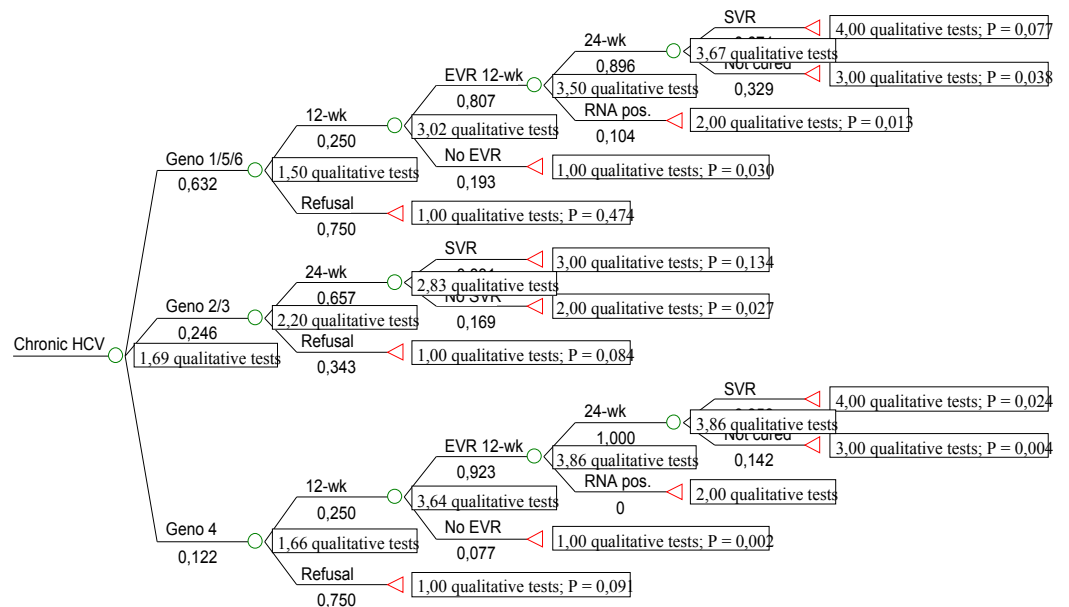 SVR
4,00 qualitative tests; P = 0,077
24-wk
3,67 qualitative tests
0,896
Not cured
3,00 qualitative tests; P = 0,038
0,329
EVR 12-wk
3,50 qualitative tests
0,807
RNA pos.
2,00 qualitative tests; P = 0,013
0,104
12-wk
3,02 qualitative tests
0,250
No EVR
1,00 qualitative tests; P = 0,030
0,193
Geno 1/5/6
1,50 qualitative tests
0,632
Refusal
1,00 qualitative tests; P = 0,474
0,750
SVR
3,00 qualitative tests; P = 0,134
24-wk
2,83 qualitative tests
0,657
No SVR
2,00 qualitative tests; P = 0,027
0,169
Geno 2/3
2,20 qualitative tests
0,246
Refusal
1,00 qualitative tests; P = 0,084
0,343
Chronic HCV
1,69 qualitative tests
SVR
4,00 qualitative tests; P = 0,024
24-wk
3,86 qualitative tests
1,000
Not cured
3,00 qualitative tests; P = 0,004
0,142
EVR 12-wk
3,86 qualitative tests
0,923
RNA pos.
2,00 qualitative tests
0
12-wk
3,64 qualitative tests
0,250
No EVR
1,00 qualitative tests; P = 0,002
0,077
Geno 4
1,66 qualitative tests
0,122
Refusal
1,00 qualitative tests; P = 0,091
0,750